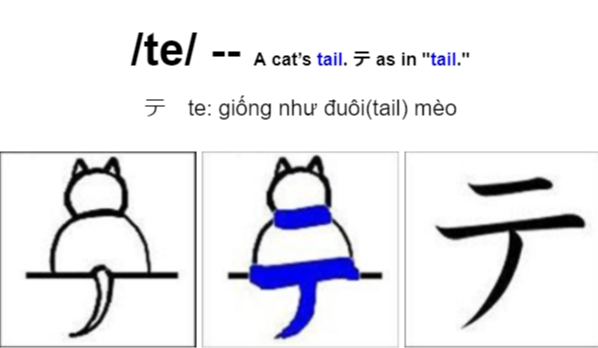 /te/ -- A cat's tail. テ as in "tail."
テ te: giống như đuôi(tail) mèo
テ